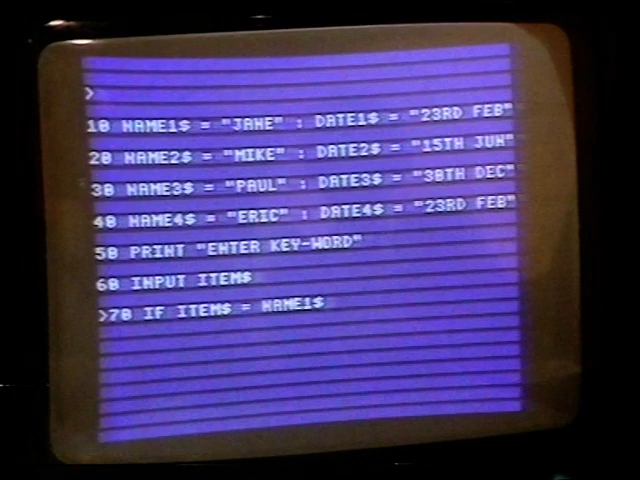 >
10 NAME1$ = "JANE" : DATE1$ = "23RD FEB"
20 NAME2$ = "MIKE" : DATE2$ = "15TH JUN"
30 NAME3$ = "PAUL" : DATE3$ = "30TH DEC"
40 NAME4$ = "ERIC" : DATE4$ = "23RD FEB"
50 PRINT "ENTER KEY-WORD"
60 INPUT ITEM$
>70 IF ITEM$ = NAME1$